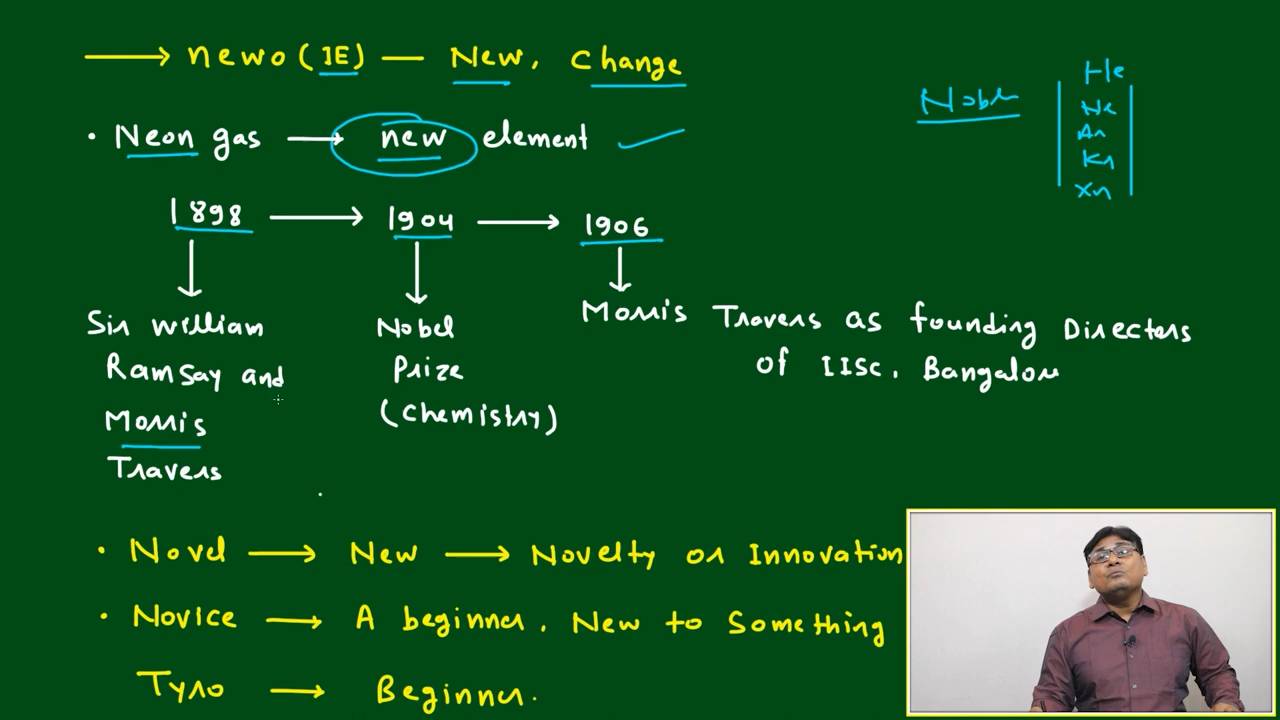 → newo (IE) — New, Change
• Neon gas → new element ✓
1898 → 1904 → 1906
Sir William
Ramsay and
Morris
Travers
Nobel
Prize
(Chemistry)
Morris Travers as founding Directors
of IISc, Bangalore
Noble
He
Ne
Ar
Kr
Xn
• Novel → New → Novelty or Innovation
• Novice → A beginner, New to Something
Tyro → Beginner.